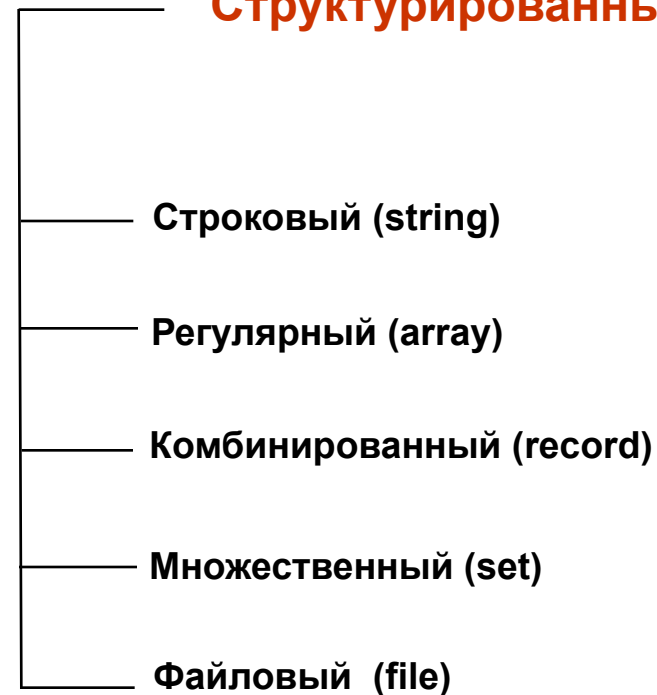 Строковый (string)
Регулярный (array)
Комбинированный (record)
Множественный (set)
Файловый (file)